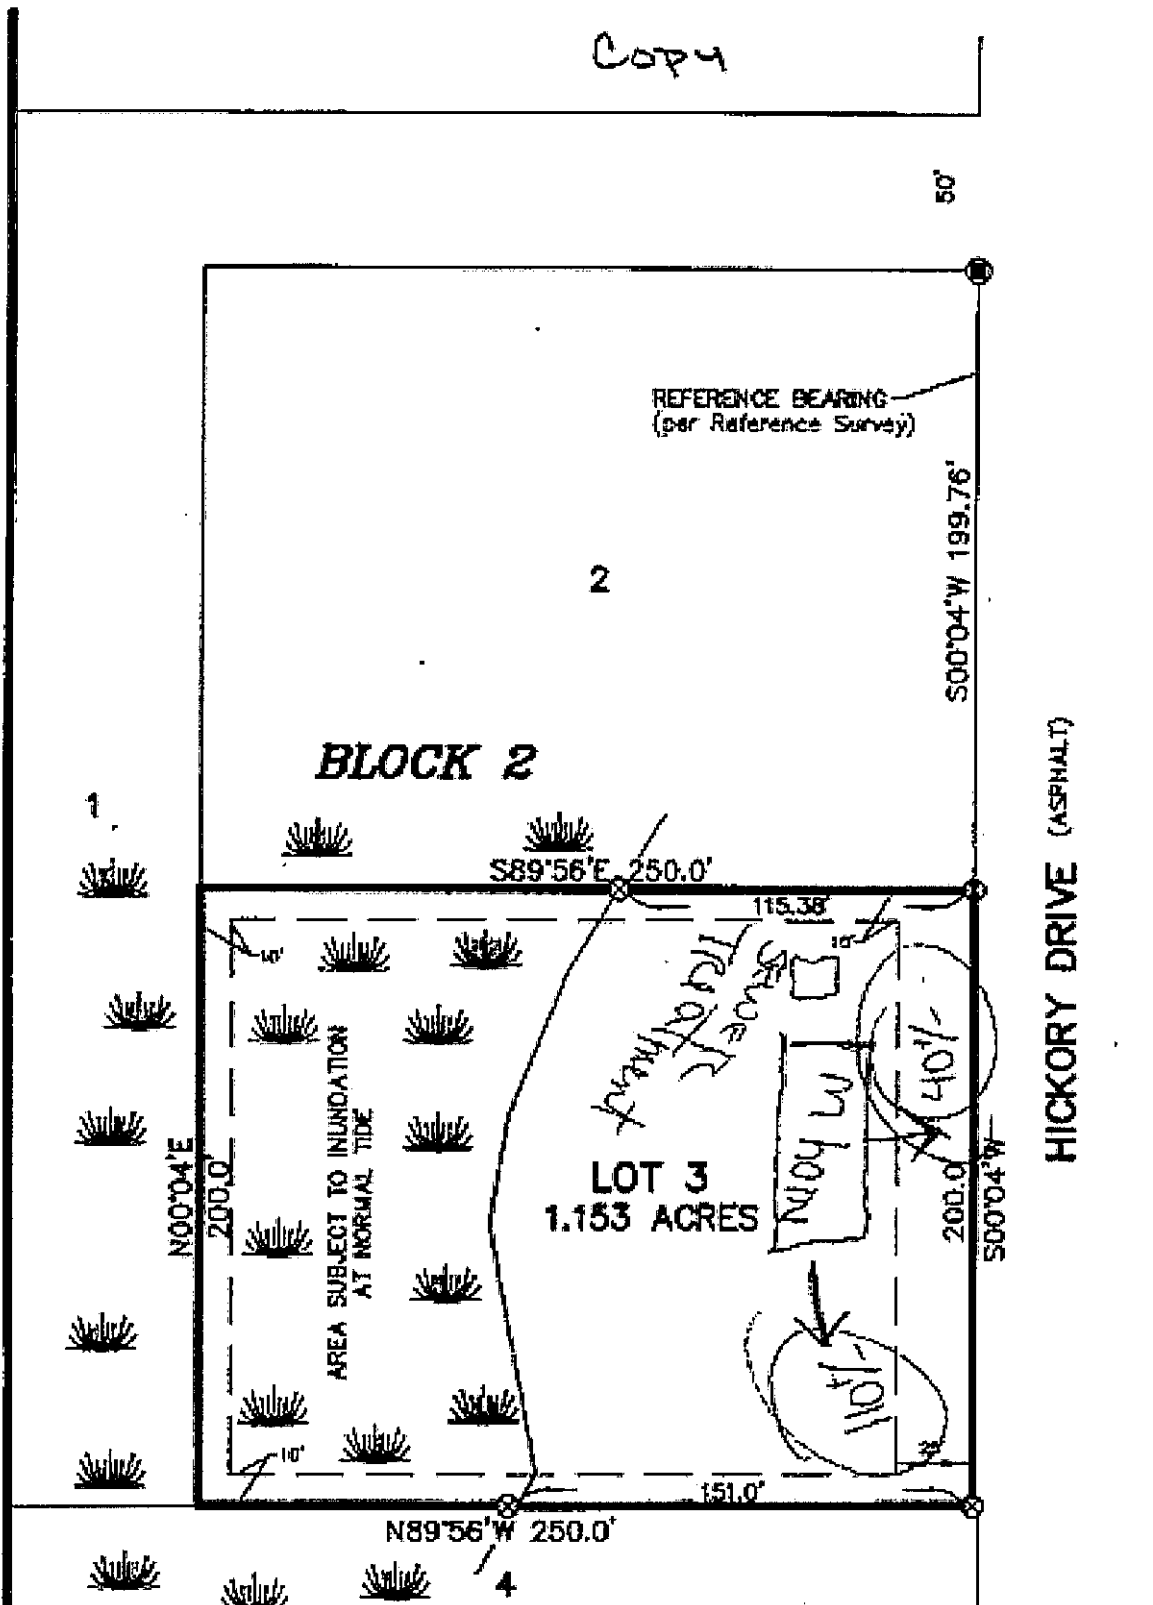 Copy
50'
REFERENCE BEARING
(per Reference Survey)
S00°04'W 199.76'
2
BLOCK 2
1
HICKORY DRIVE (ASPHALT)
S89°56'E 250.0'
115.38'
10'
10'
40'
AREA SUBJECT TO INUNDATION
AT NORMAL TIDE
N00°04'E
200.0'
LOT 3
1.153 ACRES
200.0'
S00°04'W
110'
10'
25'
151.0'
N89°56'W 250.0'
4